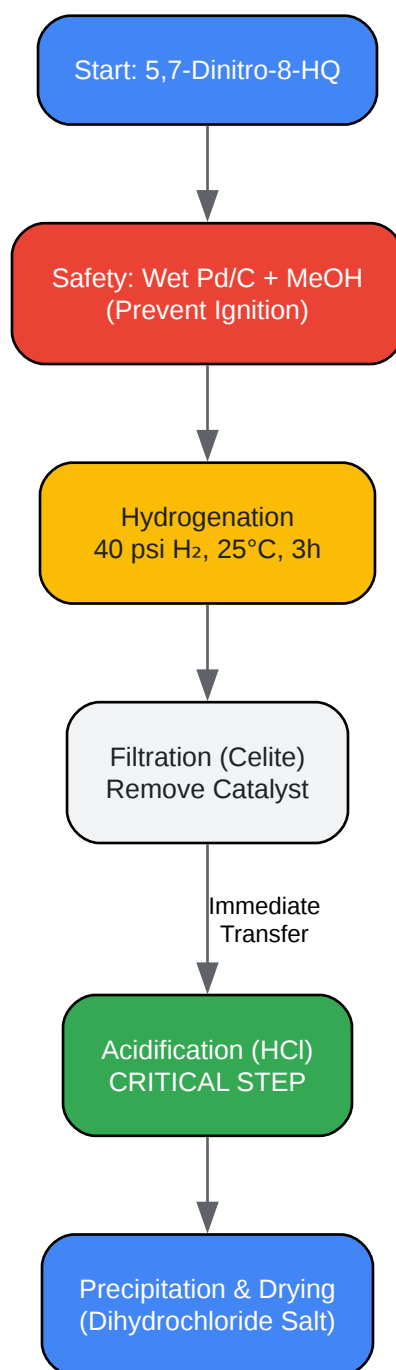 Start: 5,7-Dinitro-8-HQ
Safety: Wet Pd/C + MeOH
(Prevent Ignition)
Hydrogenation
40 psi H₂, 25°C, 3h
Filtration (Celite)
Remove Catalyst
Immediate
Transfer
Acidification (HCl)
CRITICAL STEP
Precipitation & Drying
(Dihydrochloride Salt)